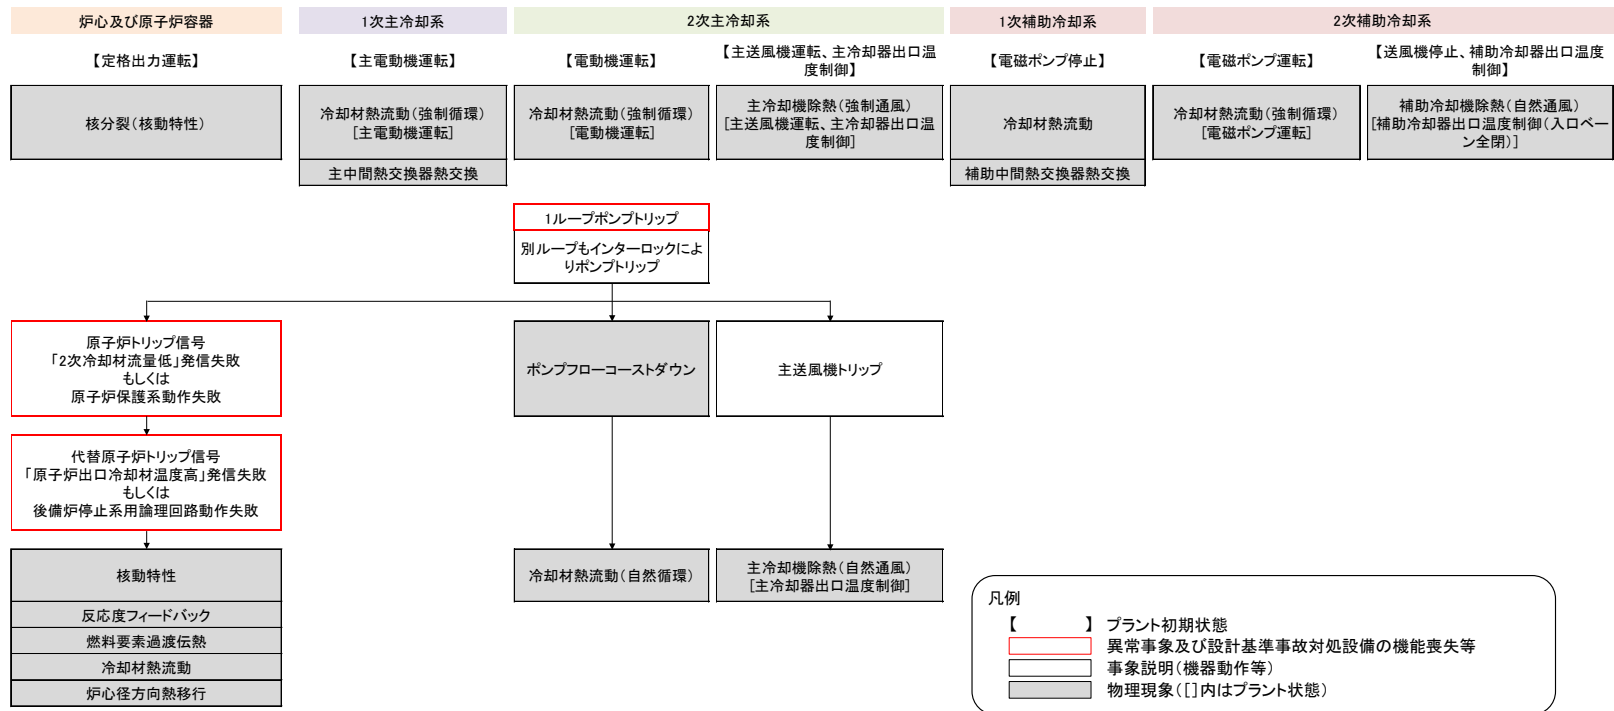 炉心及び原子炉容器
1次主冷却系
2次主冷却系
1次補助冷却系
2次補助冷却系
【定格出力運転】
【主電動機運転】
【電動機運転】
【主送風機運転、主冷却器出口温
度制御】
【電磁ポンプ停止】
【電磁ポンプ運転】
【送風機停止、補助冷却器出口温度
制御】
核分裂(核動特性)
冷却材熱流動(強制循環)
[主電動機運転]
主中間熱交換器熱交換
冷却材熱流動(強制循環)
[電動機運転]
主冷却機除熱(強制通風)
[主送風機運転、主冷却器出口温
度制御]
冷却材熱流動
補助中間熱交換器熱交換
冷却材熱流動(強制循環)
[電磁ポンプ運転]
補助冷却機除熱(自然通風)
[補助冷却器出口温度制御(入口ベー
ン全閉)]
1ループポンプトリップ
別ループもインターロックによ
りポンプトリップ
原子炉トリップ信号
「2次冷却材流量低」発信失敗
もしくは
原子炉保護系動作失敗
ポンプフローコーストダウン
主送風機トリップ
代替原子炉トリップ信号
「原子炉出口冷却材温度高」発信失敗
もしくは
後備炉停止系用論理回路動作失敗
核動特性
反応度フィードバック
燃料要素過渡伝熱
冷却材熱流動
炉心径方向熱移行
冷却材熱流動(自然循環)
主冷却機除熱(自然通風)
[主冷却器出口温度制御]
凡例
【 】 プラント初期状態
異常事象及び設計基準事故対処設備の機能喪失等
事象説明(機器動作等)
物理現象([]内はプラント状態)